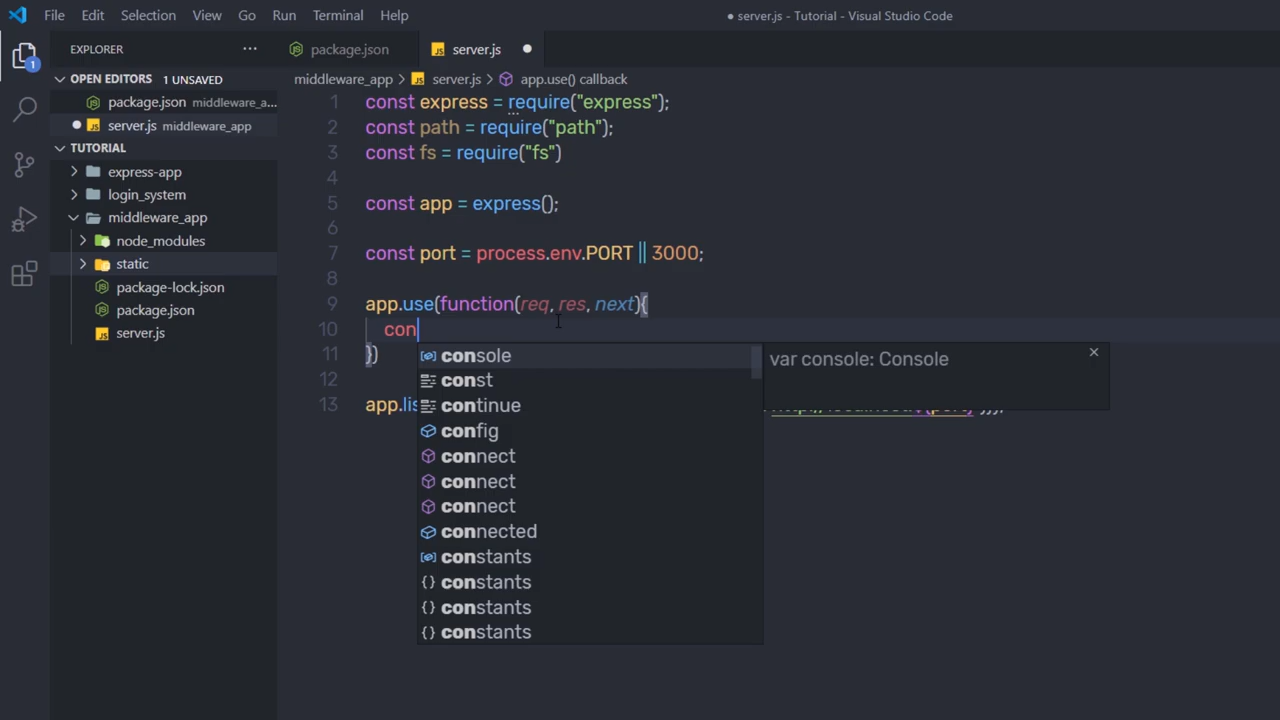 File Edit Selection View Go Run Terminal Help
● server.js - Tutorial - Visual Studio Code
1
EXPLORER ...
OPEN EDITORS 1 UNSAVED
package.json middleware_a...
server.js middleware_app
TUTORIAL
express-app
login_system
middleware_app
node_modules
static
package-lock.json
package.json
server.js
package.json
JS server.js
middleware_app > JS server.js > app.use() callback
1 const express = require("express");
2 const path = require("path");
3 const fs = require("fs")
4
5 const app = express();
6
7 const port = process.env.PORT || 3000;
8
9 app.use(function(req, res, next){
10 con
11 })
12
13 app.lis
console
const
continue
config
connect
connect
connect
connected
constants
constants
constants
constants
var console: Console